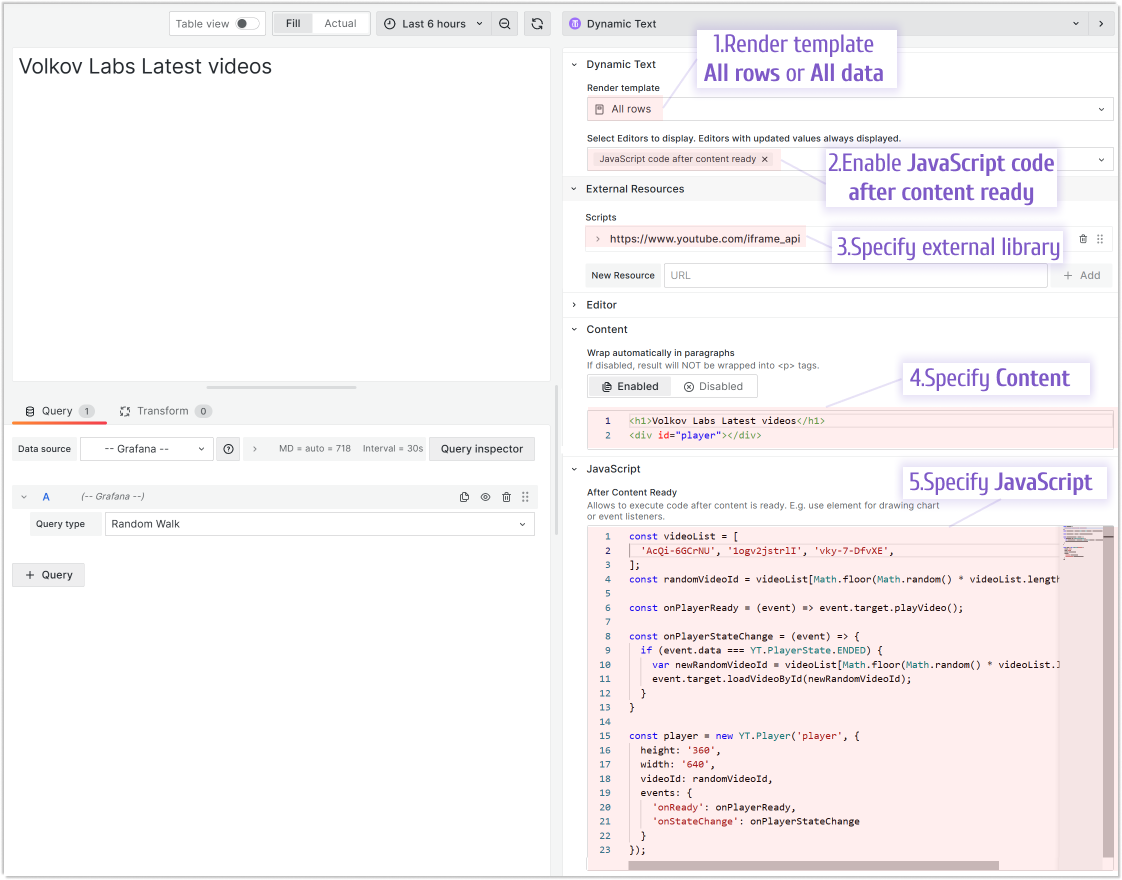 Table view
Fill
Actual
Last 6 hours
Dynamic Text
Volkov Labs Latest videos
1.Render template
All rows or All data
Dynamic Text
Render template
All rows
Select Editors to display. Editors with updated values always displayed.
JavaScript code after content ready ×
2.Enable JavaScript code
after content ready
External Resources
Scripts
https://www.youtube.com/iframe_api
3.Specify external library
New Resource
URL
+ Add
Editor
Content
Wrap automatically in paragraphs
If disabled, result will NOT be wrapped into <p> tags.
Enabled
Disabled
4.Specify Content
1 <h1>Volkov Labs Latest videos</h1>
2 <div id="player"></div>
JavaScript
5.Specify JavaScript
After Content Ready
Allows to execute code after content is ready. E.g. use element for drawing chart
or event listeners.
1 const videoList = [
2 'AcQi-6GCrNU', '1ogv2jstrlI', 'vky-7-DfvXE',
3 ];
4 const randomVideoId = videoList[Math.floor(Math.random() * videoList.length
5
6 const onPlayerReady = (event) => event.target.playVideo();
7
8 const onPlayerStateChange = (event) => {
9 if (event.data === YT.PlayerState.ENDED) {
10 var newRandomVideoId = videoList[Math.floor(Math.random() * videoList.l
11 event.target.loadVideoById(newRandomVideoId);
12 }
13 }
14
15 const player = new YT.Player('player', {
16 height: '360',
17 width: '640',
18 videoId: randomVideoId,
19 events: {
20 'onReady': onPlayerReady,
21 'onStateChange': onPlayerStateChange
22 }
23 });
Query 1
Transform 0
Data source
-- Grafana --
MD = auto = 718
Interval = 30s
Query inspector
A
(-- Grafana --)
Query type
Random Walk
+ Query